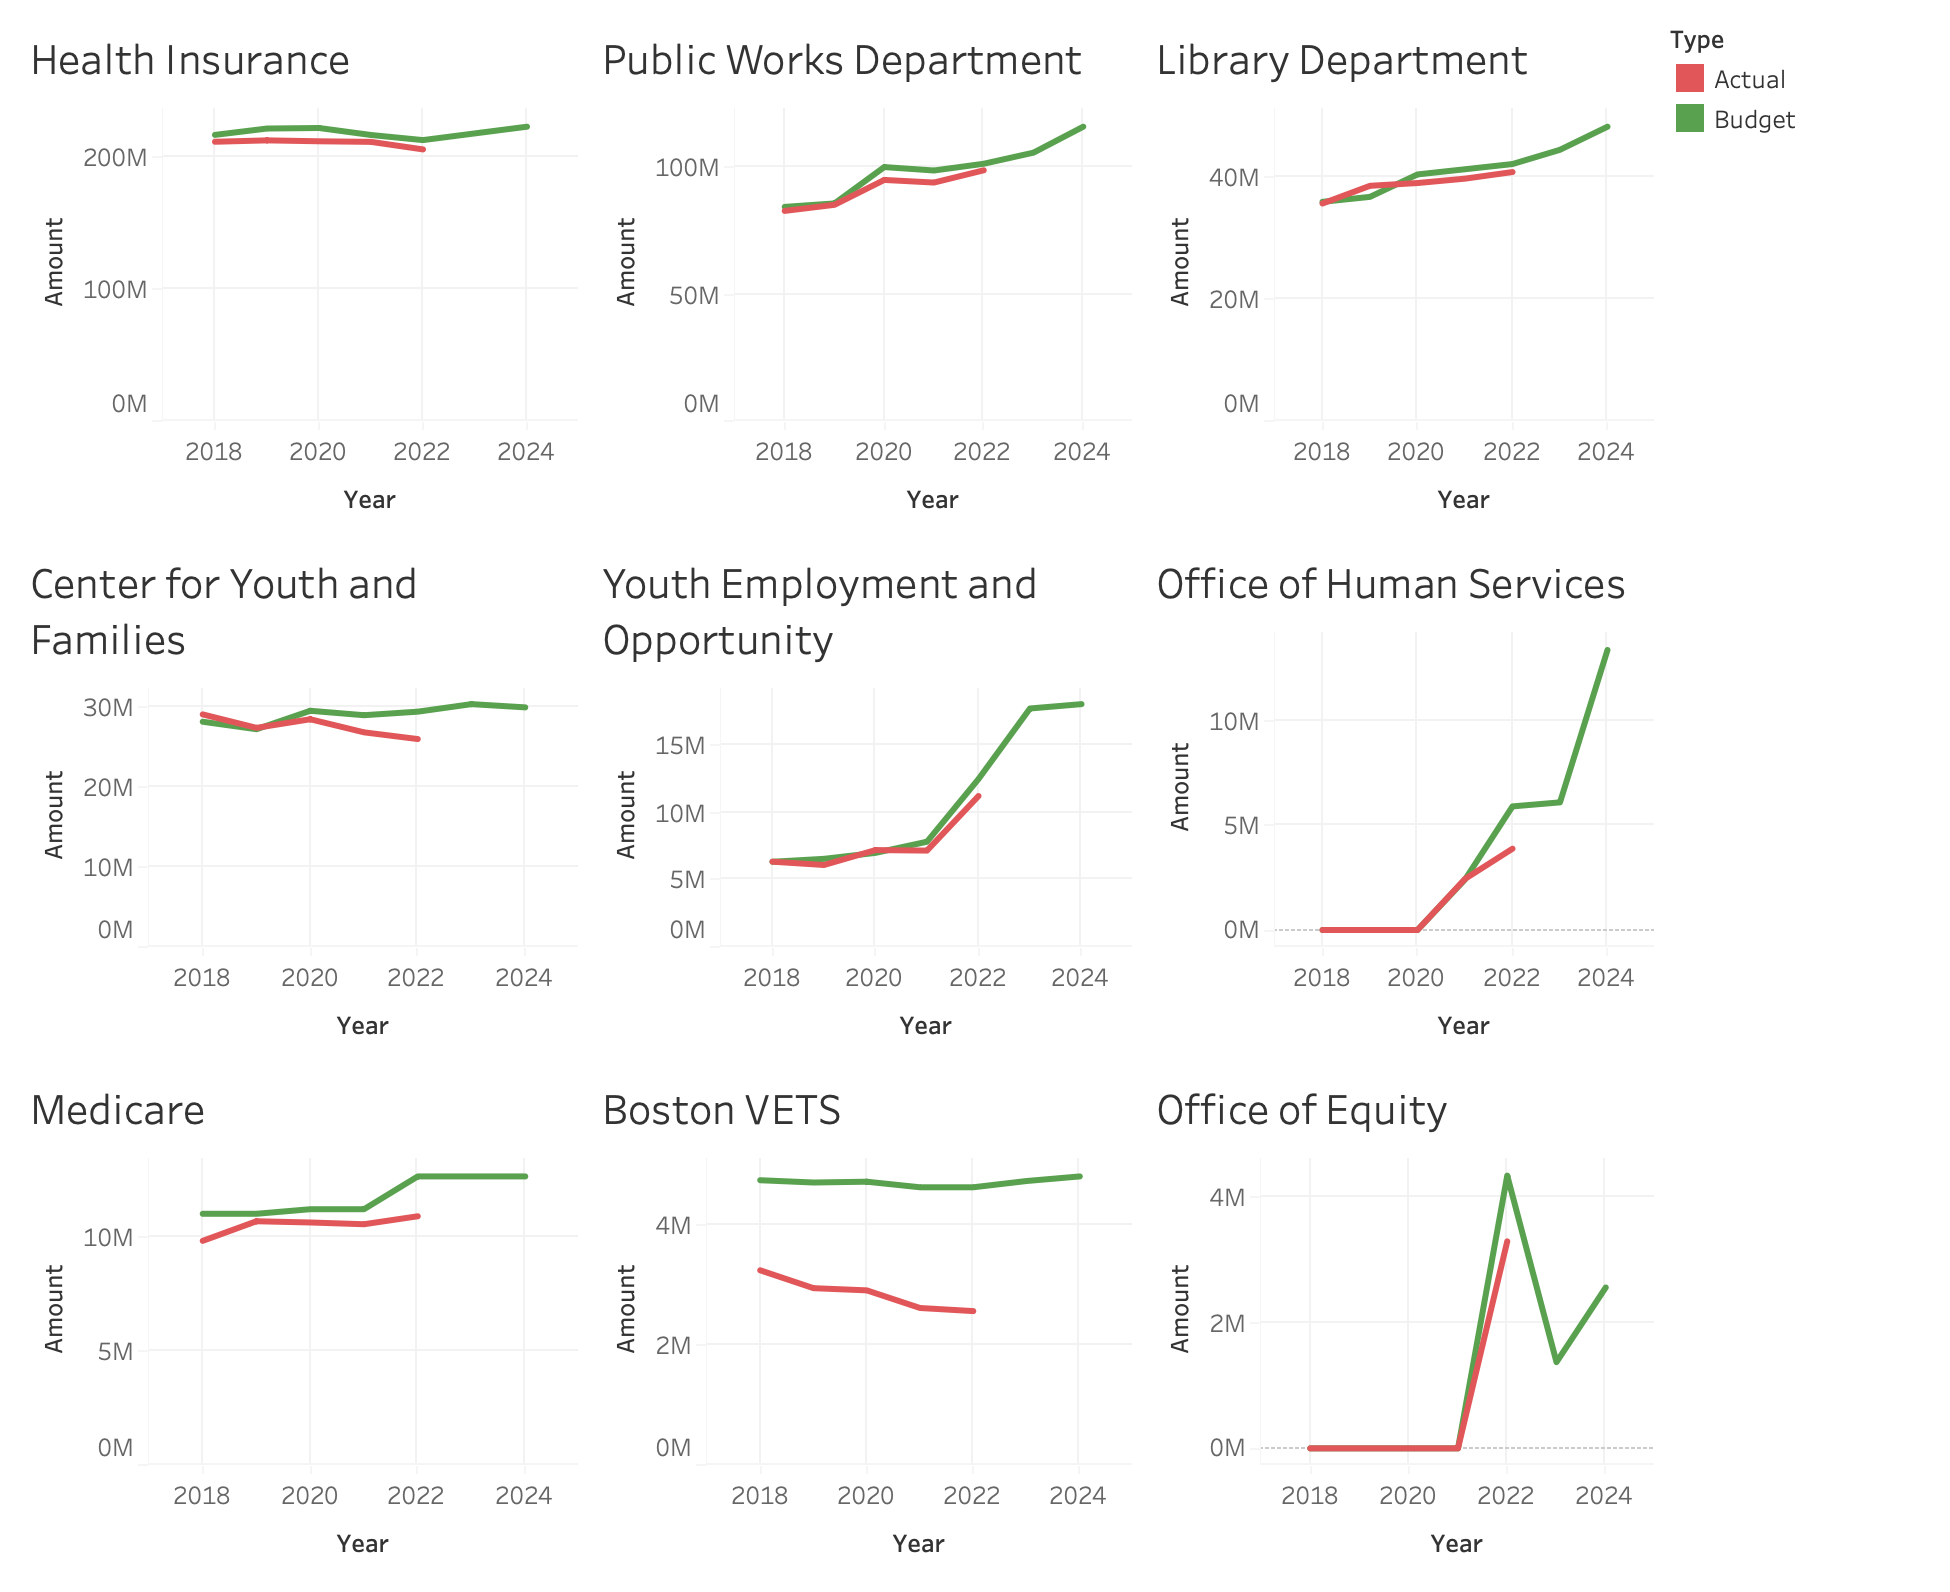 Health Insurance
Public Works Department
Library Department
Type
Actual
Budget
200M
100M
0M
Amount
2018 2020 2022 2024
Year
100M
50M
0M
Amount
2018 2020 2022 2024
Year
40M
20M
0M
Amount
2018 2020 2022 2024
Year
Center for Youth and
Families
Youth Employment and
Opportunity
Office of Human Services
30M
20M
10M
0M
Amount
2018 2020 2022 2024
Year
15M
10M
5M
0M
Amount
2018 2020 2022 2024
Year
10M
5M
0M
Amount
2018 2020 2022 2024
Year
Medicare
Boston VETS
Office of Equity
10M
5M
0M
Amount
2018 2020 2022 2024
Year
4M
2M
0M
Amount
2018 2020 2022 2024
Year
4M
2M
0M
Amount
2018 2020 2022 2024
Year